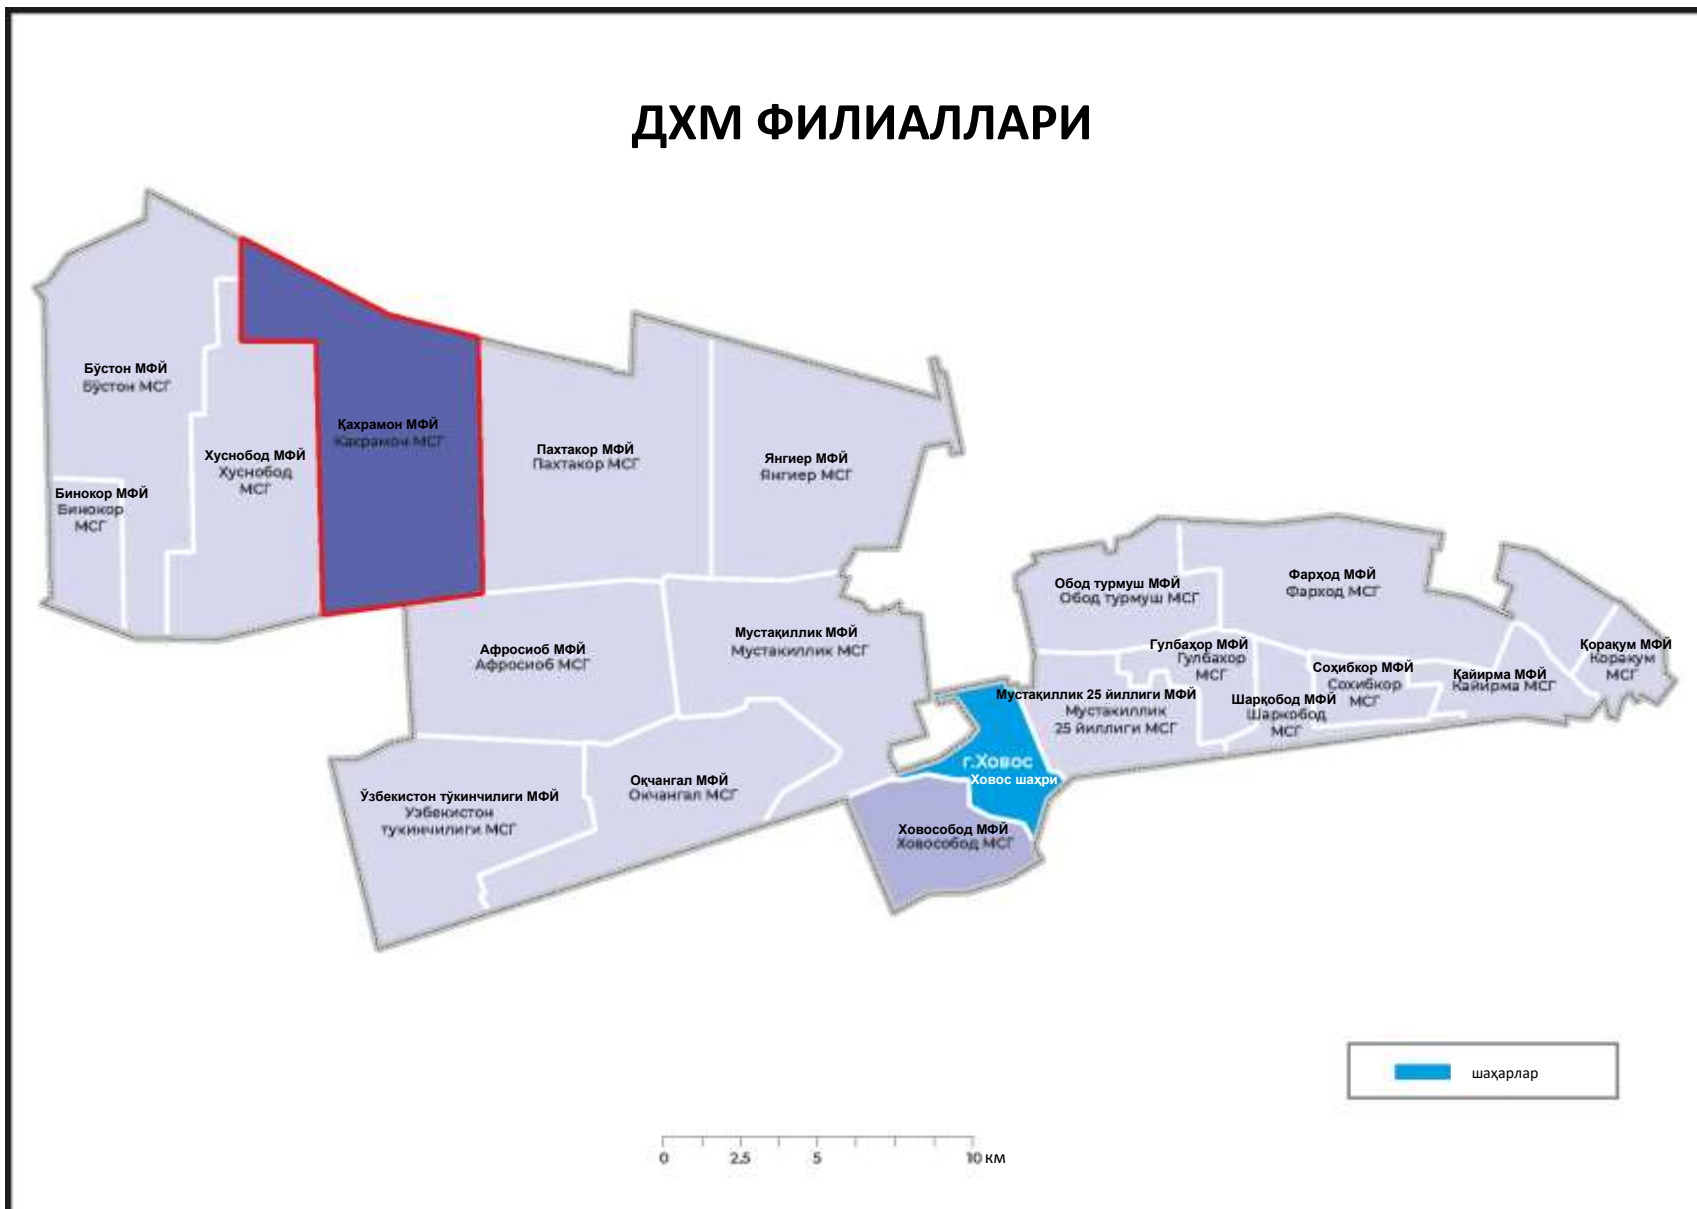 ДХМ ФИЛИАЛЛАРИ
Бўстон МФЙ
Бўстон МСГ
Қахрамон МФЙ
Кахрамон МСГ
Хуснобод МФЙ
Хуснобод
МСГ
Бинокор МФЙ
Бинокор
МСГ
Пахтакор МФЙ
Пахтакор МСГ
Янгиер МФЙ
Янгиер МСГ
Обод турмуш МФЙ
Обод турмуш МСГ
Фарҳод МФЙ
Фарход МСГ
Афросиоб МФЙ
Афросиоб МСГ
Мустақиллик МФЙ
Мустакиллик МСГ
Гулбаҳор МФЙ
Гулбахор
МСГ
Соҳибкор МФЙ
Сохибкор
МСГ
Қайирма МФЙ
Кайирма МСГ
Қорақум МФЙ
Коракум
МСГ
Мустақиллик 25 йиллиги МФЙ
Мустакиллик
25 йиллиги МСГ
Шарқобод МФЙ
Шаркобод
МСГ
г.Ховос
Ховос шаҳри
Ўзбекистон тўкинчилиги МФЙ
Узбекистон
тукинчилиги МСГ
Оқчангал МФЙ
Окчангал МСГ
Ховособод МФЙ
Ховособод МСГ
шаҳарлар
0 2.5 5 10 км